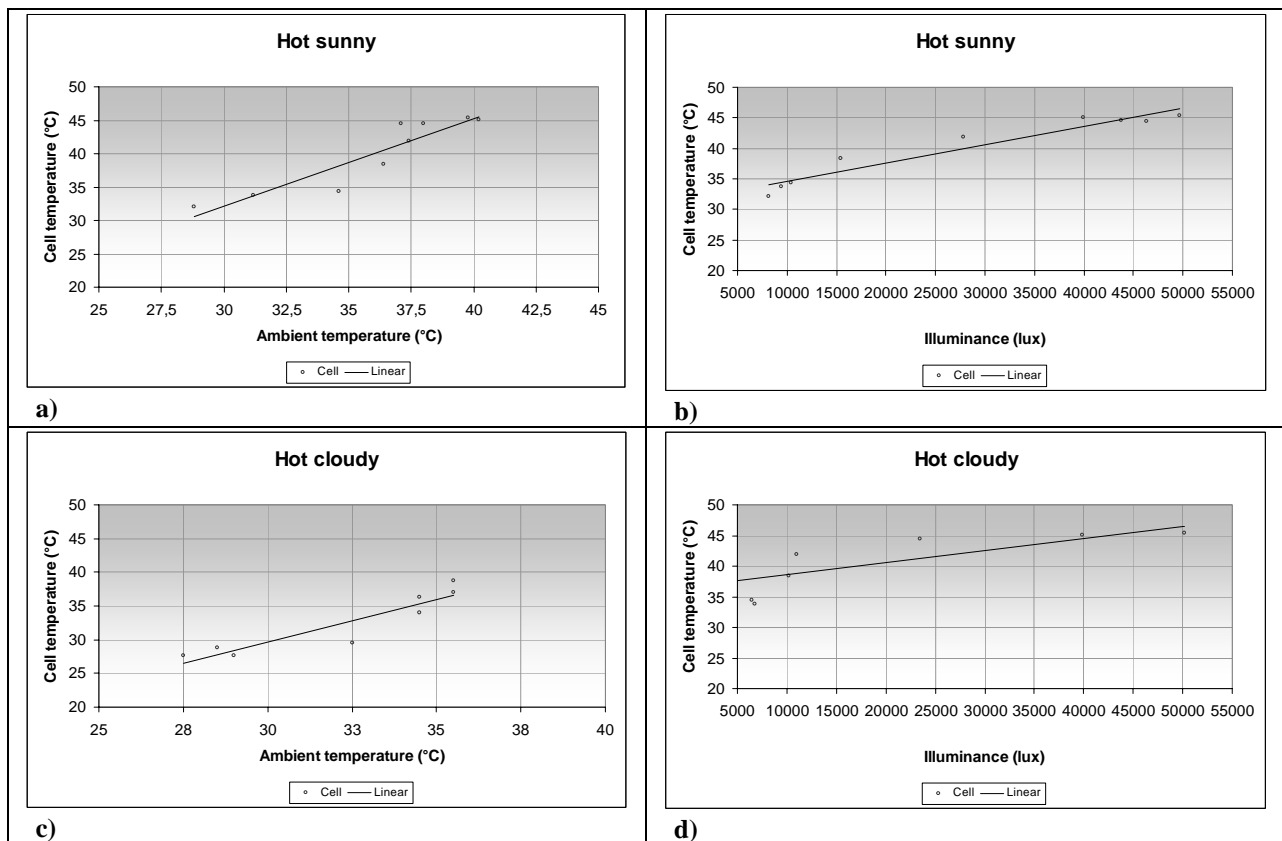 Hot sunny
50
45
40
35
30
25
20
Cell temperature (°C)
25 27,5 30 32,5 35 37,5 40 42,5 45
Ambient temperature (°C)
Cell Linear
a)
Hot sunny
50
45
40
35
30
25
20
Cell temperature (°C)
5000 10000 15000 20000 25000 30000 35000 40000 45000 50000 55000
Illuminance (lux)
Cell Linear
b)
Hot cloudy
50
45
40
35
30
25
20
Cell temperature (°C)
25 28 30 33 35 38 40
Ambient temperature (°C)
Cell Linear
c)
Hot cloudy
50
45
40
35
30
25
20
Cell temperature (°C)
5000 10000 15000 20000 25000 30000 35000 40000 45000 50000 55000
Illuminance (lux)
Cell Linear
d)